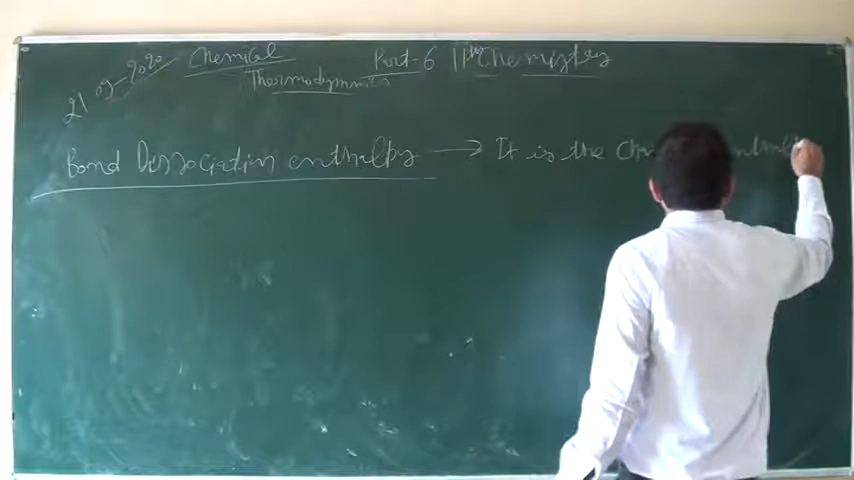 21-09-2020 Chemical Part-6 11th Chemistry
Thermodynamics
Bond Dissociation enthalpy → It is the